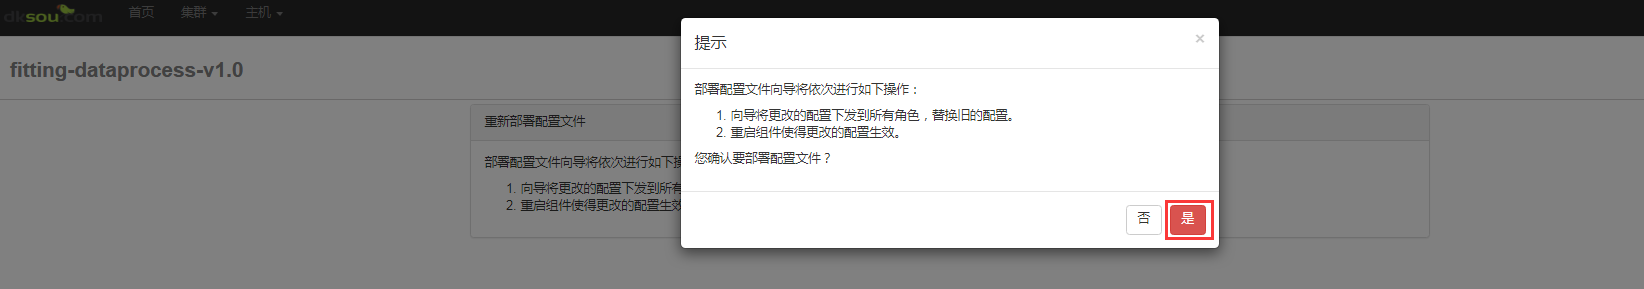 dksou.com 首页 集群 主机
fitting-dataprocess-v1.0
重新部署配置文件
部署配置文件向导将依次进行如下操
1. 向导将更改的配置下发到所有
2. 重启组件使得更改的配置生效
提示 ×
部署配置文件向导将依次进行如下操作：
1. 向导将更改的配置下发到所有角色，替换旧的配置。
2. 重启组件使得更改的配置生效。
您确认要部署配置文件？
否 是